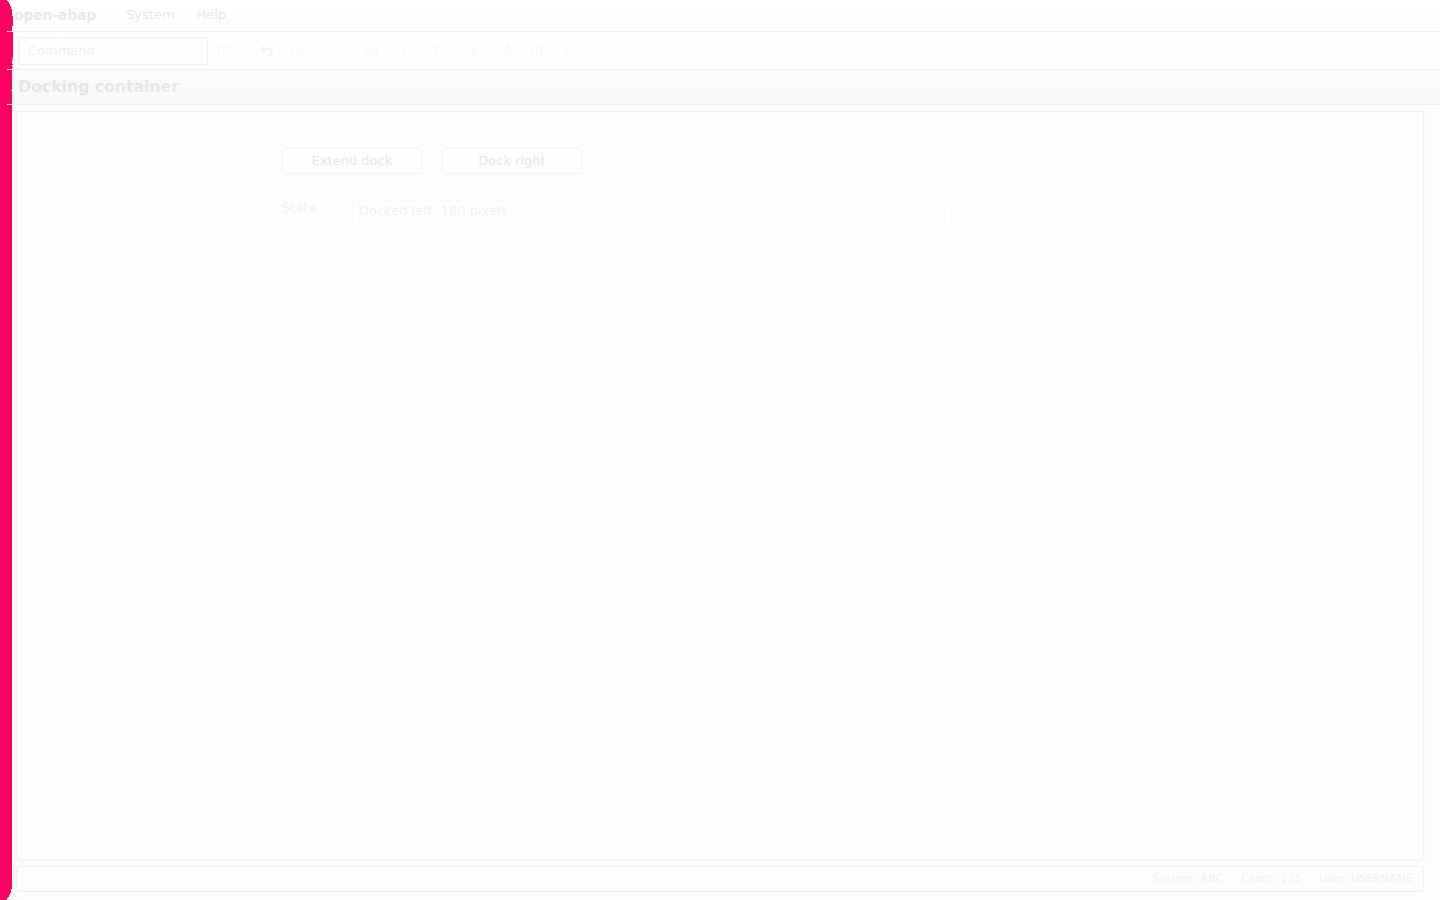 open-abap System Help
Command
Docking container
Extend dock Dock right
State Docked left, 180 pixels
System: ABC Client: 123 User: USERNAME